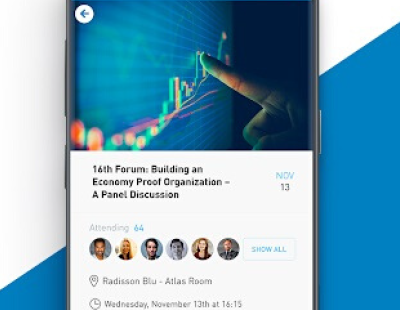 16th Forum: Building an
Economy Proof Organization –
A Panel Discussion
NOV
13
Attending 64
SHOW ALL
Radisson Blu - Atlas Room
Wednesday, November 13th at 16:15